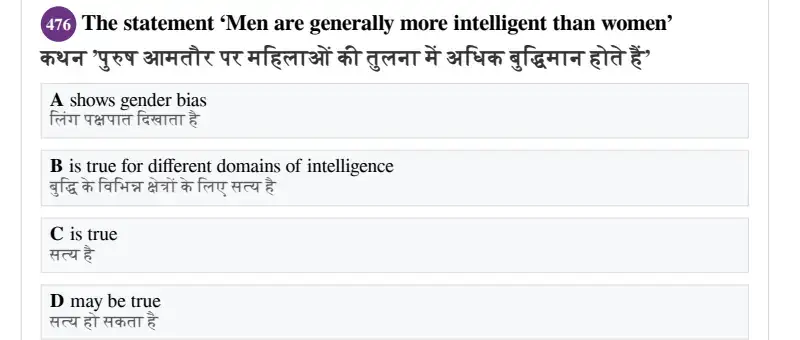 476 The statement ‘Men are generally more intelligent than women’
कथन ’पुरुष आमतौर पर महिलाओं की तुलना में अधिक बुद्धिमान होते हैं’
A shows gender bias
लिंग पक्षपात दिखाता है
B is true for different domains of intelligence
बुद्धि के विभिन्न क्षेत्रों के लिए सत्य है
C is true
सत्य है
D may be true
सत्य हो सकता है